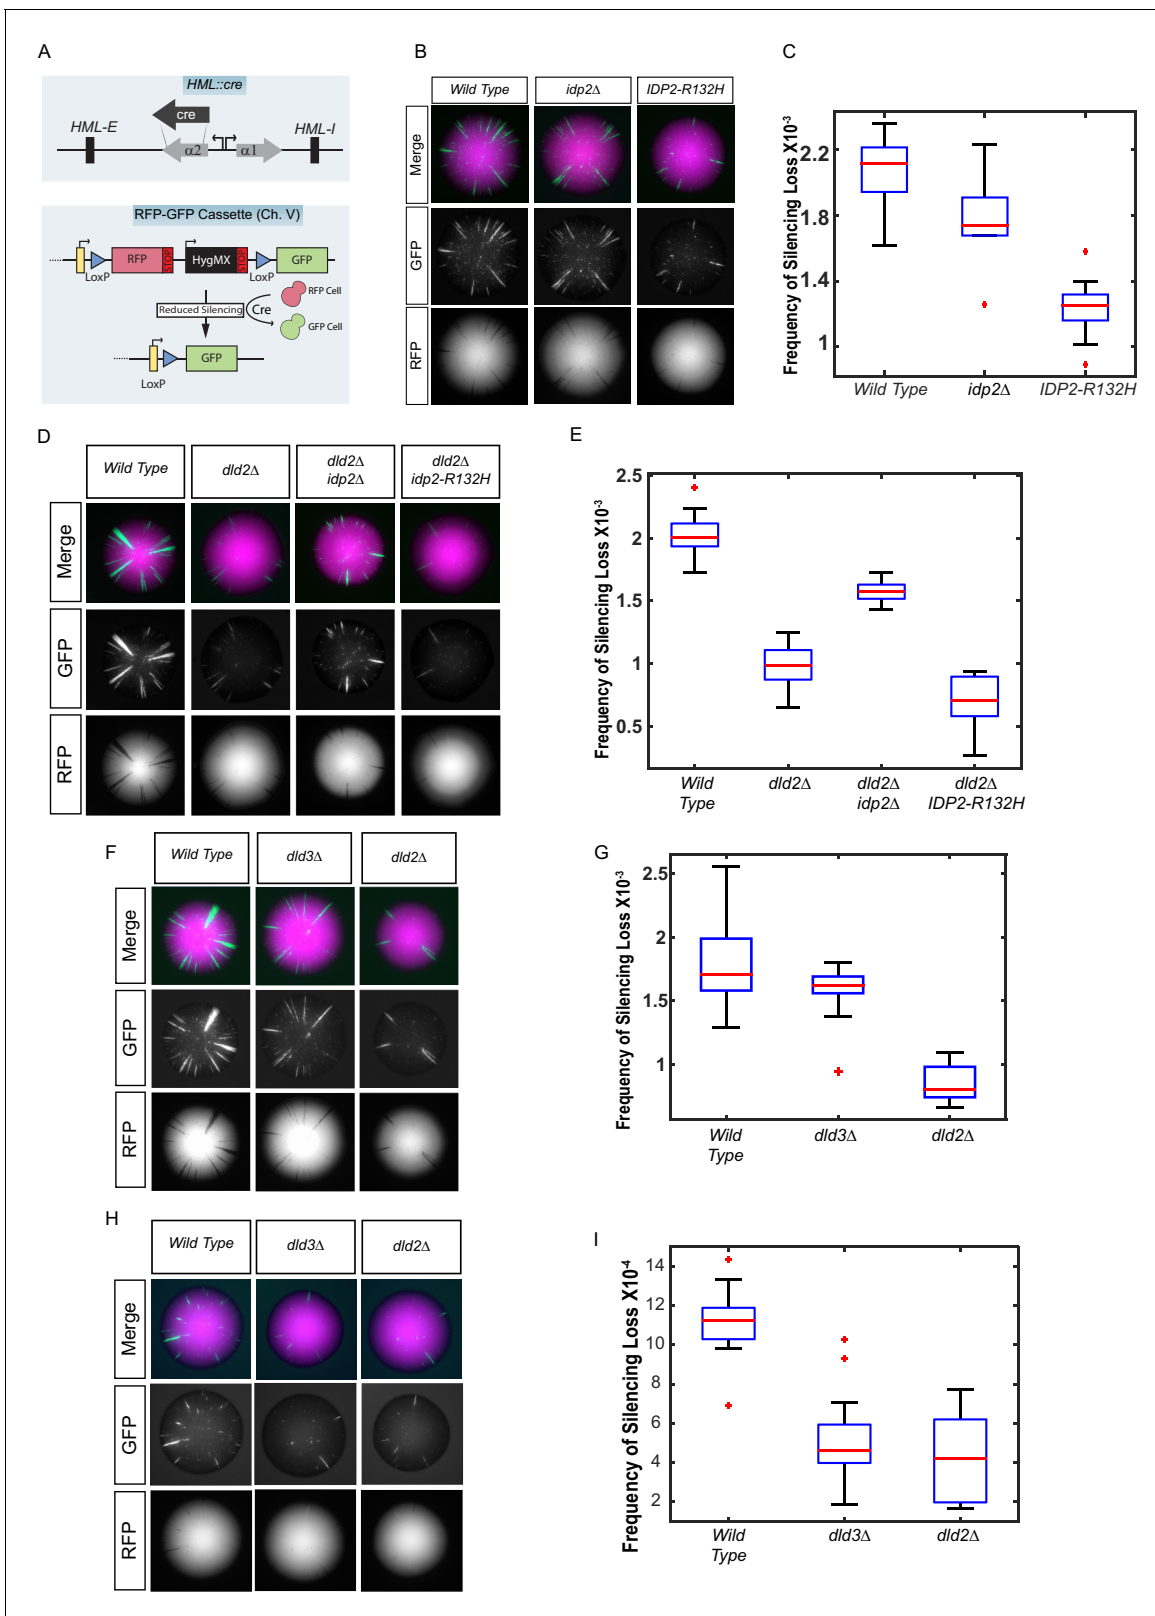 A
HML::cre
cre
HML-E
HML-I
α2
α1
RFP-GFP Cassette (Ch. V)
RFP
STOP
HygMX
STOP
GFP
LoxP
LoxP
Reduced Silencing
Cre
RFP Cell
GFP Cell
GFP
LoxP
B
Wild Type
idp2Δ
IDP2-R132H
Merge
GFP
RFP
C
Frequency of Silencing Loss X10-3
2.2
1.8
1.4
1
Wild Type
idp2Δ
IDP2-R132H
D
Wild Type
dld2Δ
dld2Δ
idp2Δ
dld2Δ
idp2-R132H
Merge
GFP
RFP
E
Frequency of Silencing Loss X10-3
2.5
2
1.5
1
0.5
Wild
Type
dld2Δ
dld2Δ
idp2Δ
dld2Δ
IDP2-R132H
F
Wild Type
dld3Δ
dld2Δ
Merge
GFP
RFP
G
Frequency of Silencing Loss X10-3
2.5
2
1.5
1
Wild
Type
dld3Δ
dld2Δ
H
Wild Type
dld3Δ
dld2Δ
Merge
GFP
RFP
I
Frequency of Silencing Loss X10-4
14
12
10
8
6
4
2
Wild
Type
dld3Δ
dld2Δ